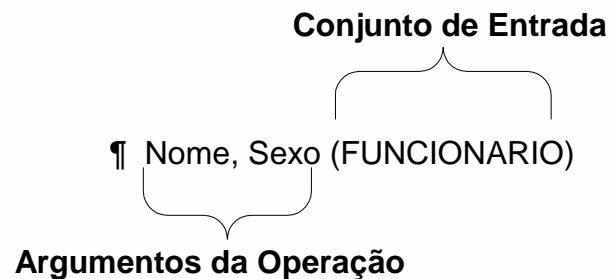 Conjunto de Entrada
¶ Nome, Sexo (FUNCIONARIO)
Argumentos da Operação